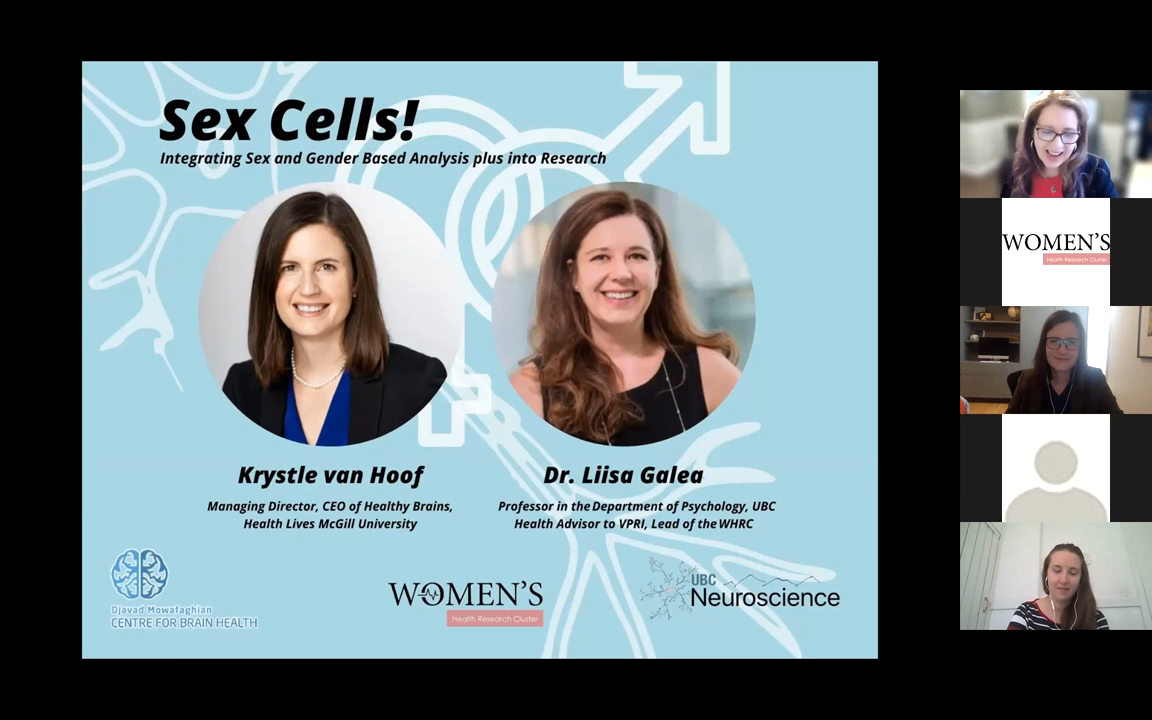 Sex Cells!
Integrating Sex and Gender Based Analysis plus into Research
Krystle van Hoof
Managing Director, CEO of Healthy Brains,
Health Lives McGill University
Dr. Liisa Galea
Professor in the Department of Psychology, UBC
Health Advisor to VPRI, Lead of the WHRC
Djavad Mowafaghian
CENTRE FOR BRAIN HEALTH
WOMEN'S
Health Research Cluster
UBC
Neuroscience
WOMEN'S
Health Research Cluster